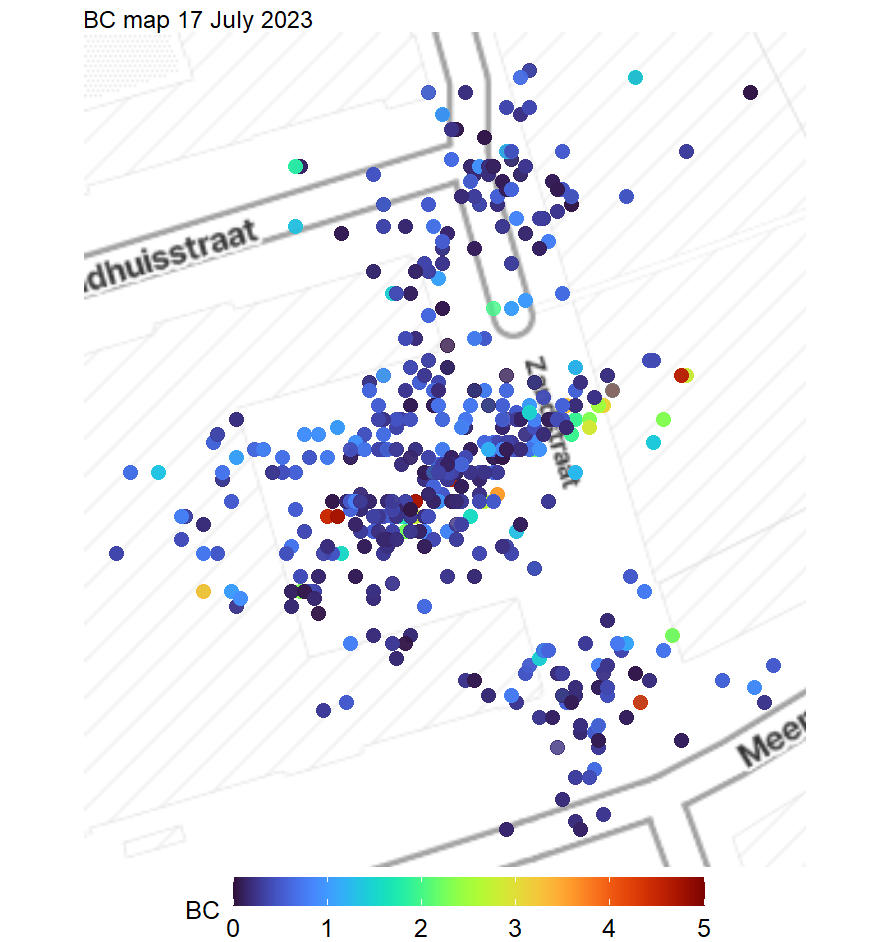 BC map 17 July 2023
dhuisstraat
Meer
BC
0 1 2 3 4 5